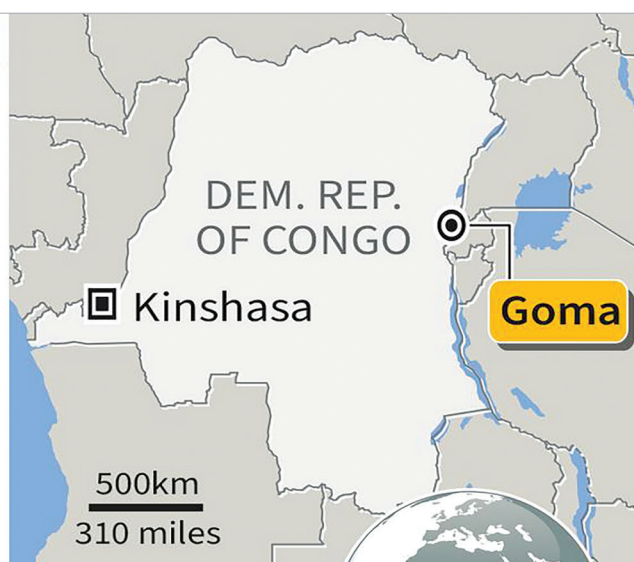 DEM. REP.
OF CONGO
Kinshasa
Goma
500km
310 miles